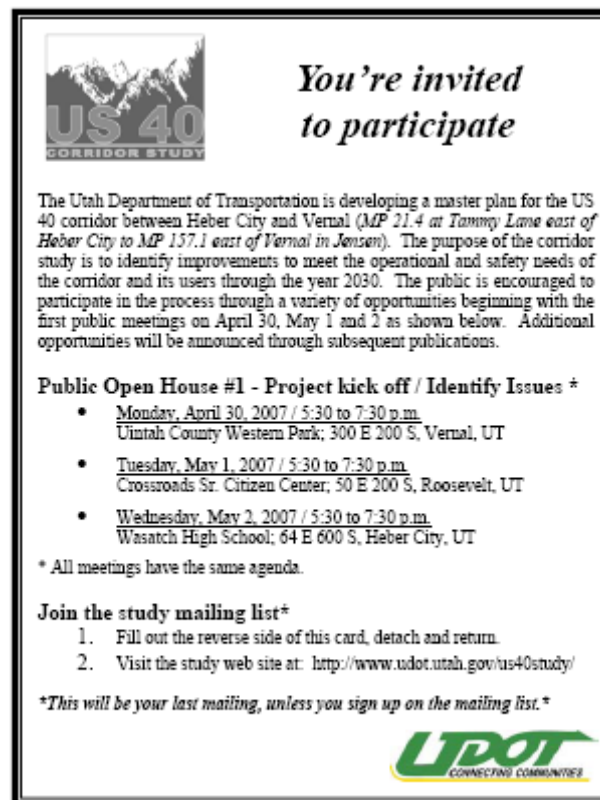 US 40
CORRIDOR STUDY
You're invited
to participate
The Utah Department of Transportation is developing a master plan for the US
40 corridor between Heber City and Vernal (MP 21.4 at Tammy Lane east of
Heber City to MP 157.1 east of Vernal in Jensen). The purpose of the corridor
study is to identify improvements to meet the operational and safety needs of
the corridor and its users through the year 2030. The public is encouraged to
participate in the process through a variety of opportunities beginning with the
first public meetings on April 30, May 1 and 2 as shown below. Additional
opportunities will be announced through subsequent publications.
Public Open House #1 - Project kick off / Identify Issues *
• Monday, April 30, 2007 / 5:30 to 7:30 p.m.
Uintah County Western Park; 300 E 200 S, Vernal, UT
• Tuesday, May 1, 2007 / 5:30 to 7:30 p.m.
Crossroads Sr. Citizen Center; 50 E 200 S, Roosevelt, UT
• Wednesday, May 2, 2007 / 5:30 to 7:30 p.m.
Wasatch High School; 64 E 600 S, Heber City, UT
* All meetings have the same agenda.
Join the study mailing list*
1. Fill out the reverse side of this card, detach and return.
2. Visit the study web site at: http://www.udot.utah.gov/us40study/
*This will be your last mailing, unless you sign up on the mailing list.*
UDOT
CONNECTING COMMUNITIES